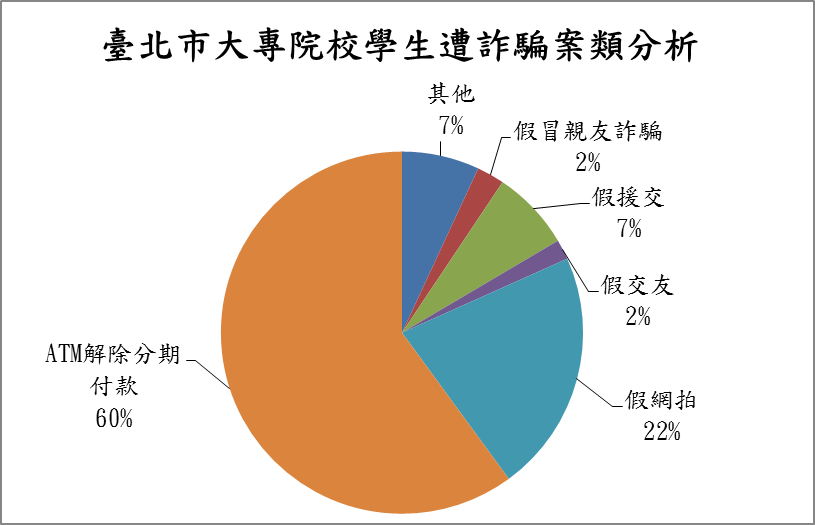 臺北市大專院校學生遭詐騙案類分析
其他
7%
假冒親友詐騙
2%
假援交
7%
假交友
2%
假網拍
22%
ATM解除分期
付款
60%